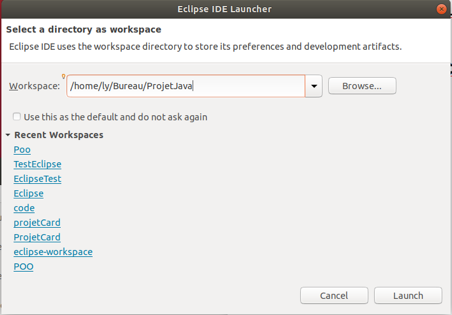 Eclipse IDE Launcher
Select a directory as workspace
Eclipse IDE uses the workspace directory to store its preferences and development artifacts.
Workspace: /home/ly/Bureau/ProjetJava Browse...
Use this as the default and do not ask again
Recent Workspaces
Poo
TestEclipse
EclipseTest
Eclipse
code
projetCard
ProjetCard
eclipse-workspace
POO
Cancel Launch